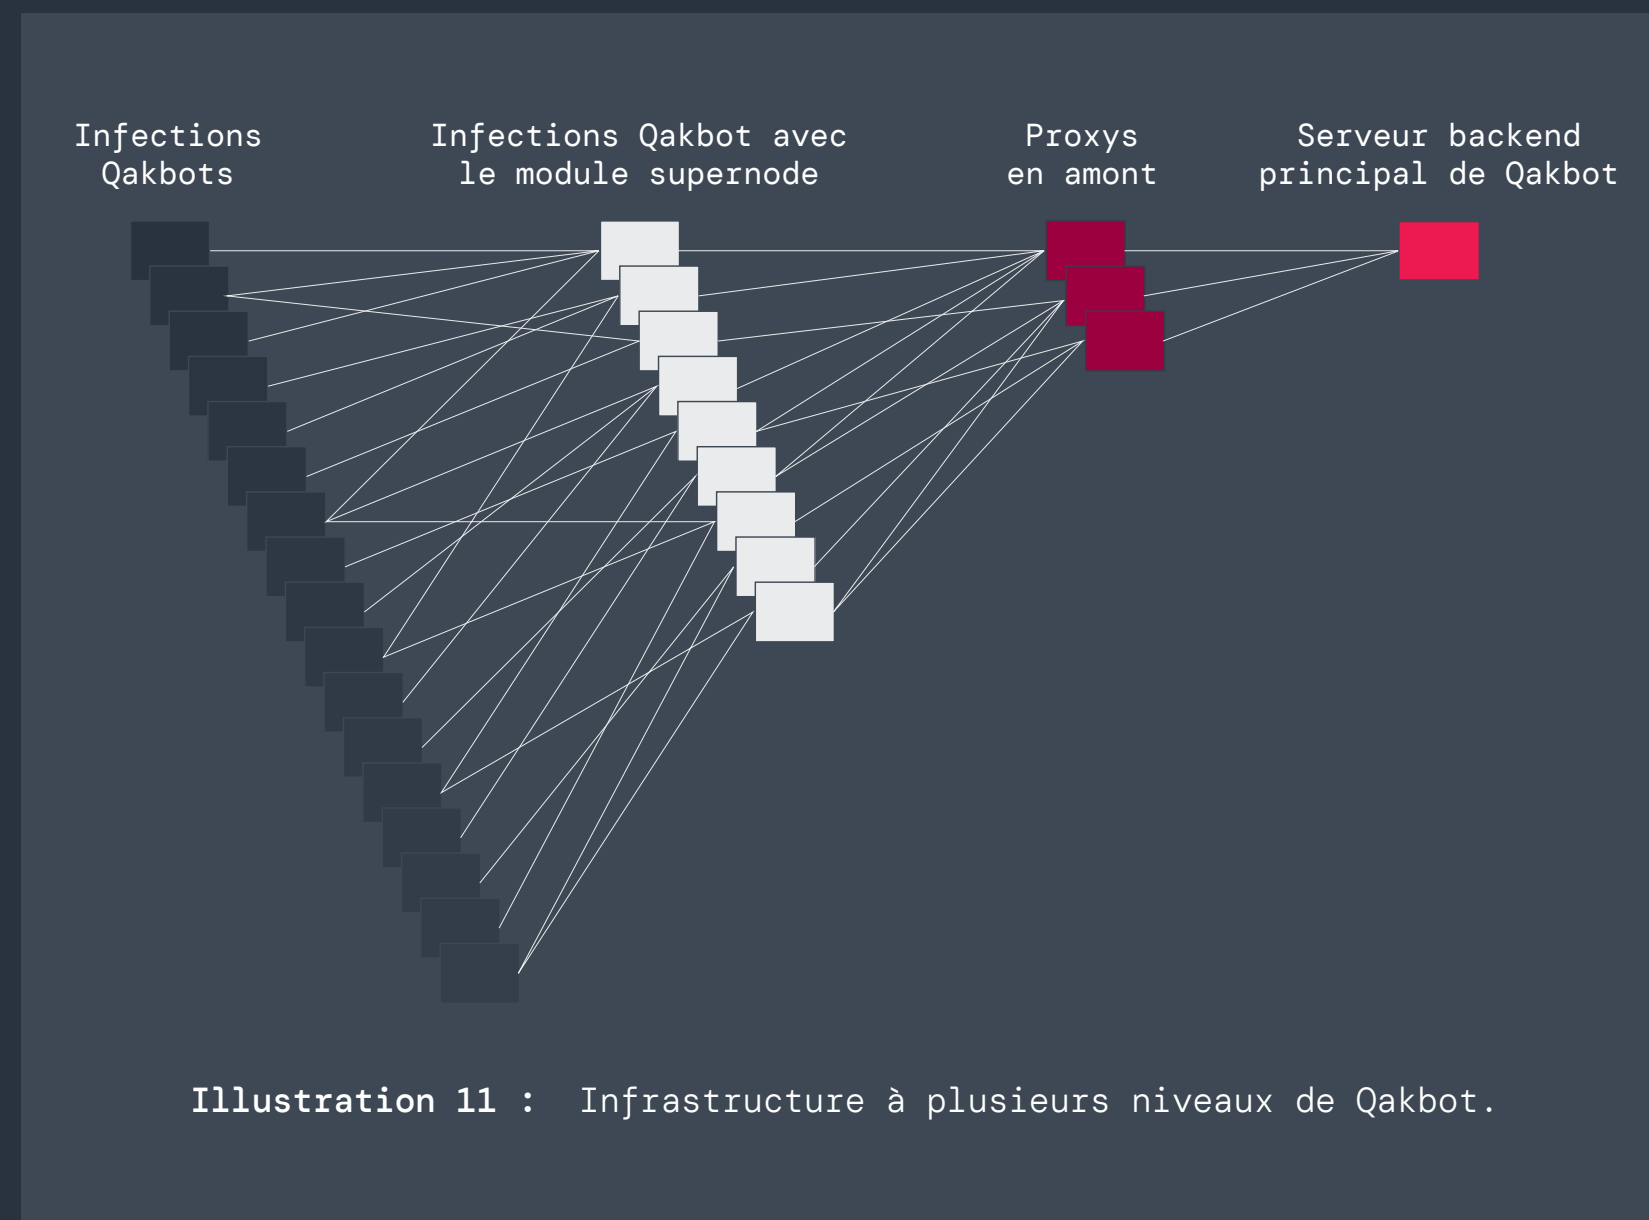 Infections
Qakbots
Infections Qakbot avec
le module supernode
Proxys
en amont
Serveur backend
principal de Qakbot
Illustration 11 : Infrastructure à plusieurs niveaux de Qakbot.